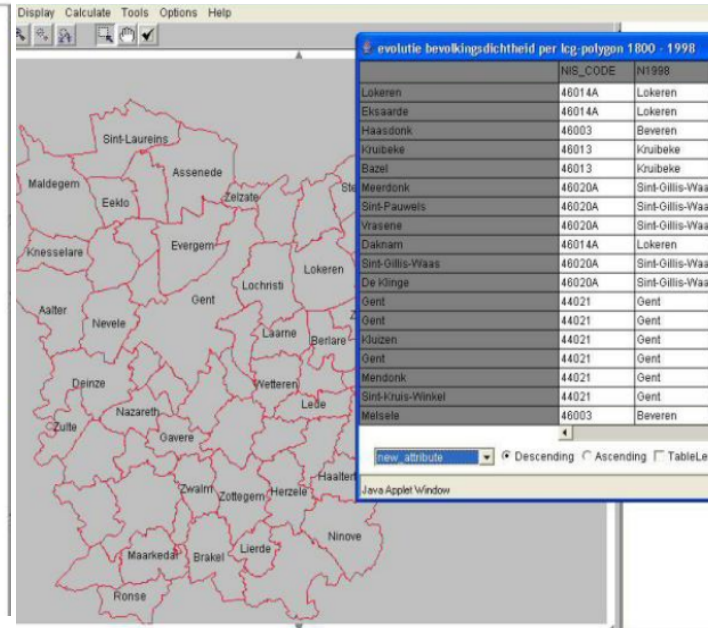 Display Calculate Tools Options Help
evolutie bevolkingsdichtheid per lcg-polygon 1800 - 1998
NIS_CODE N1998
Lokeren 46014A Lokeren
Eksaarde 46014A Lokeren
Haasdonk 46003 Beveren
Kruibeke 46013 Kruibeke
Bazel 46013 Kruibeke
Meerdonk 46020A Sint-Gillis-Waa
Sint-Pauwels 46020A Sint-Gillis-Waa
Vrasene 46020A Sint-Gillis-Waa
Daknam 46014A Lokeren
Sint-Gillis-Waas 46020A Sint-Gillis-Waa
De Klinge 46020A Sint-Gillis-Waa
Gent 44021 Gent
Gent 44021 Gent
Kluizen 44021 Gent
Gent 44021 Gent
Mendonk 44021 Gent
Sint-Kruis-Winkel 44021 Gent
Melsele 46003 Beveren
new_attribute Descending Ascending TableLe
Java Applet Window
Sint-Laureins
Assenede
Maldegem
Ste
Zelzate
Eeklo
Evergem
Knesselare
Lokeren
Lochristi
Gent
Aalter
Nevele
Laarne
Berlare
Deinze
Wetteren
Lede
Nazareth
Zulte
Gavere
Haalter
Zwalm
Zottegem
Herzele
Ninove
Lierde
Maarkedal
Brakel
Ronse